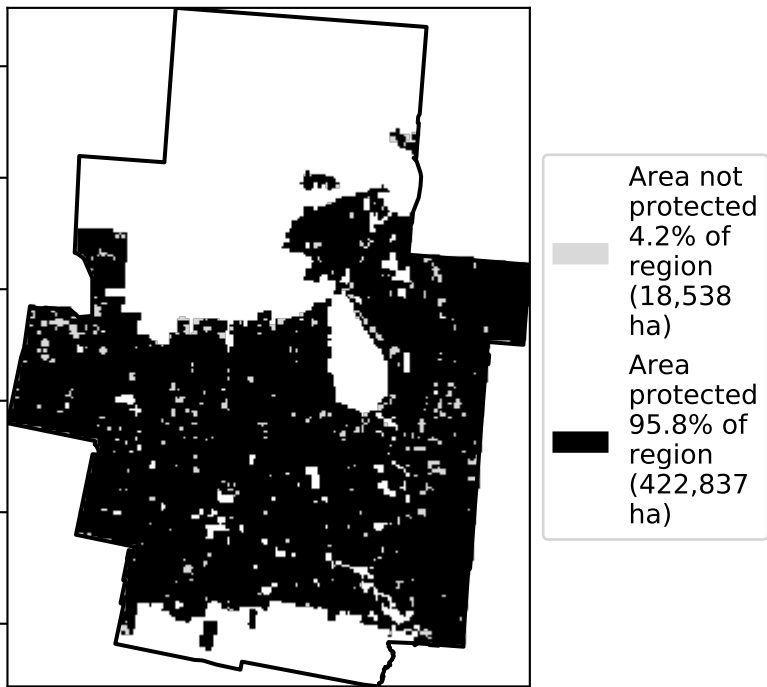 Area not
protected
4.2% of
region
(18,538
ha)
Area
protected
95.8% of
region
(422,837
ha)